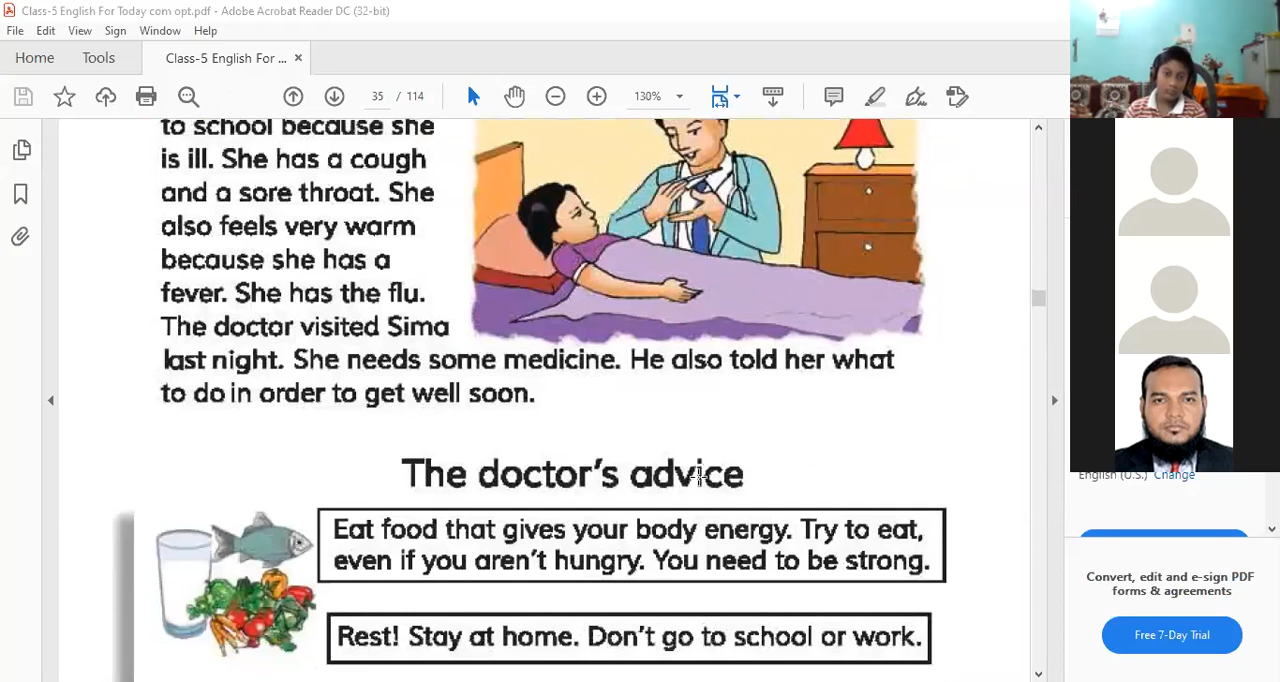 Class-5 English For Today com opt.pdf - Adobe Acrobat Reader DC (32-bit)
File Edit View Sign Window Help
Home Tools Class-5 English For ... ×
35 / 114 130%
to school because she
is ill. She has a cough
and a sore throat. She
also feels very warm
because she has a
fever. She has the flu.
The doctor visited Sima
last night. She needs some medicine. He also told her what
to do in order to get well soon.
The doctor's advice
Eat food that gives your body energy. Try to eat,
even if you aren't hungry. You need to be strong.
Rest! Stay at home. Don't go to school or work.
English (U.S.) Change
Convert, edit and e-sign PDF
forms & agreements
Free 7-Day Trial